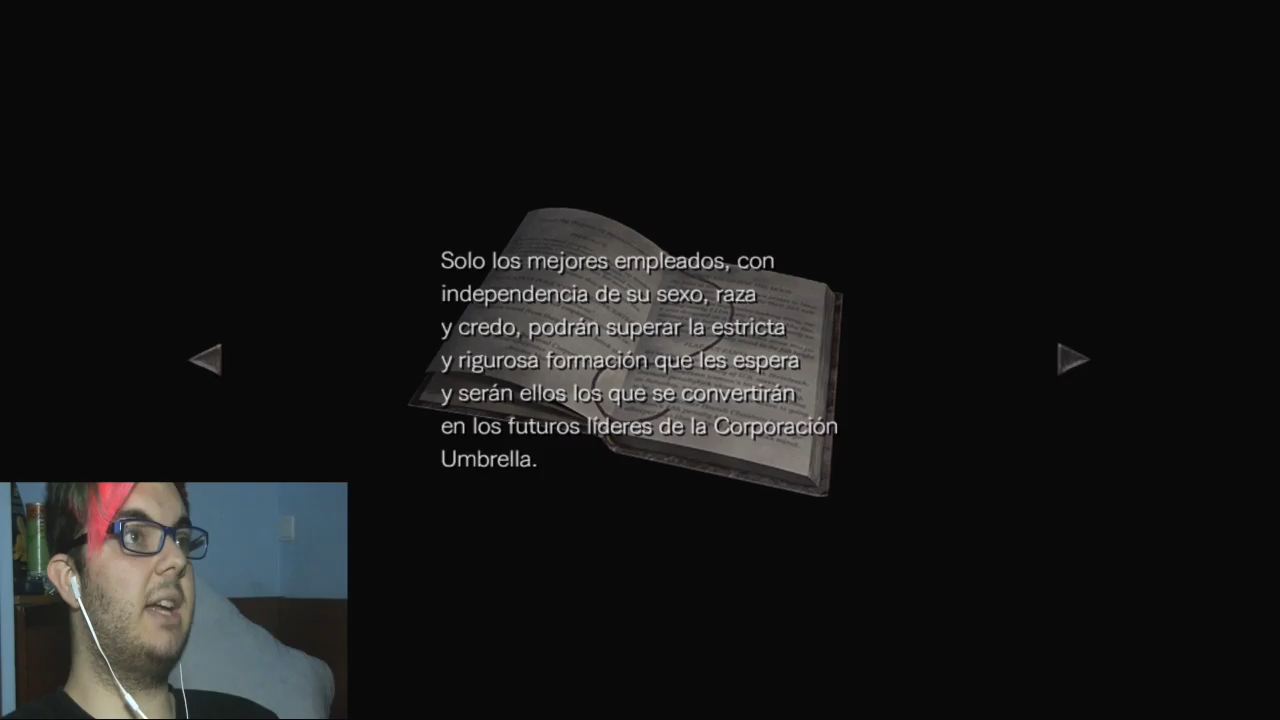 Solo los mejores empleados, con
independencia de su sexo, raza
y credo, podrán superar la estricta
y rigurosa formación que les espera
y serán ellos los que se convertirán
en los futuros líderes de la Corporación
Umbrella.